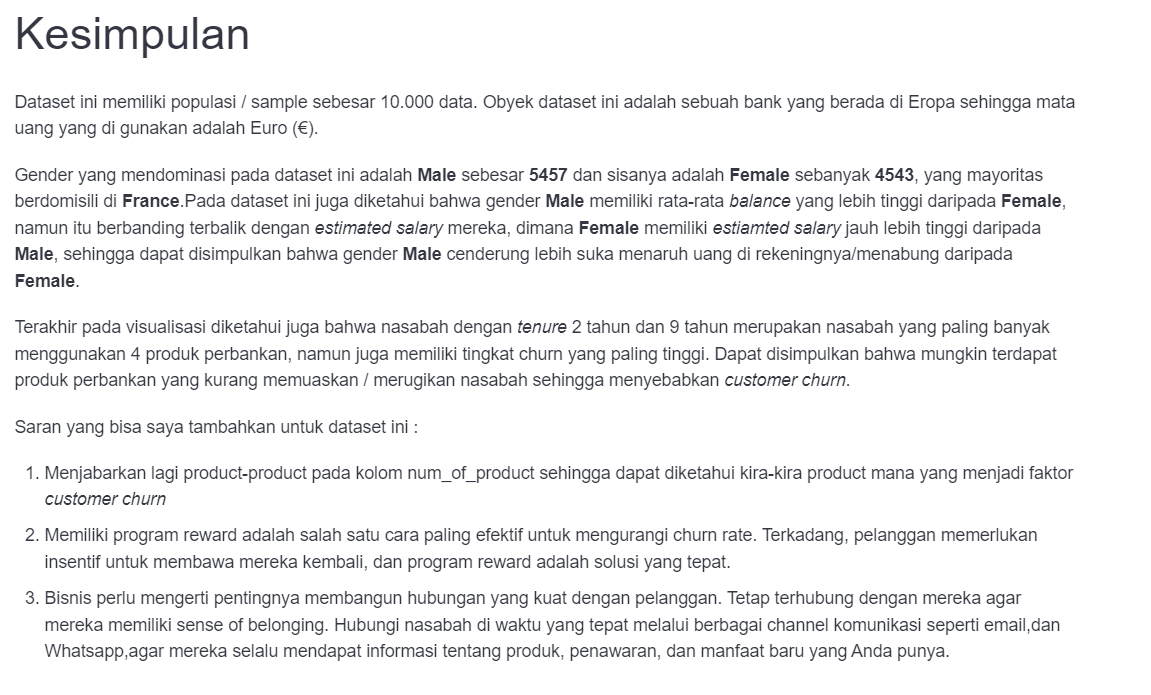 Kesimpulan
Dataset ini memiliki populasi / sample sebesar 10.000 data. Obyek dataset ini adalah sebuah bank yang berada di Eropa sehingga mata
uang yang di gunakan adalah Euro (€).
Gender yang mendominasi pada dataset ini adalah Male sebesar 5457 dan sisanya adalah Female sebanyak 4543, yang mayoritas
berdomisili di France.Pada dataset ini juga diketahui bahwa gender Male memiliki rata-rata balance yang lebih tinggi daripada Female,
namun itu berbanding terbalik dengan estimated salary mereka, dimana Female memiliki estiamted salary jauh lebih tinggi daripada
Male, sehingga dapat disimpulkan bahwa gender Male cenderung lebih suka menaruh uang di rekeningnya/menabung daripada
Female.
Terakhir pada visualisasi diketahui juga bahwa nasabah dengan tenure 2 tahun dan 9 tahun merupakan nasabah yang paling banyak
menggunakan 4 produk perbankan, namun juga memiliki tingkat churn yang paling tinggi. Dapat disimpulkan bahwa mungkin terdapat
produk perbankan yang kurang memuaskan / merugikan nasabah sehingga menyebabkan customer churn.
Saran yang bisa saya tambahkan untuk dataset ini :
1. Menjabarkan lagi product-product pada kolom num_of_product sehingga dapat diketahui kira-kira product mana yang menjadi faktor
customer churn
2. Memiliki program reward adalah salah satu cara paling efektif untuk mengurangi churn rate. Terkadang, pelanggan memerlukan
insentif untuk membawa mereka kembali, dan program reward adalah solusi yang tepat.
3. Bisnis perlu mengerti pentingnya membangun hubungan yang kuat dengan pelanggan. Tetap terhubung dengan mereka agar
mereka memiliki sense of belonging. Hubungi nasabah di waktu yang tepat melalui berbagai channel komunikasi seperti email,dan
Whatsapp,agar mereka selalu mendapat informasi tentang produk, penawaran, dan manfaat baru yang Anda punya.